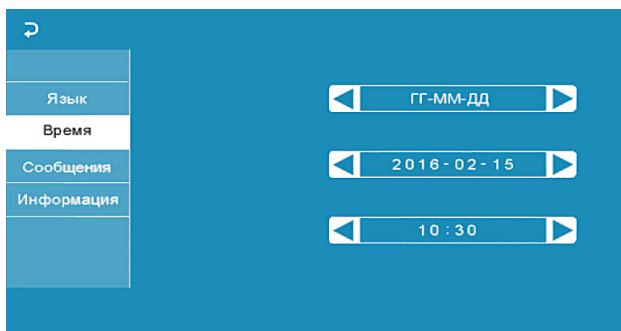 Язык
Время
Сообщения
Информация
ГГ-ММ-ДД
2016-02-15
10:30